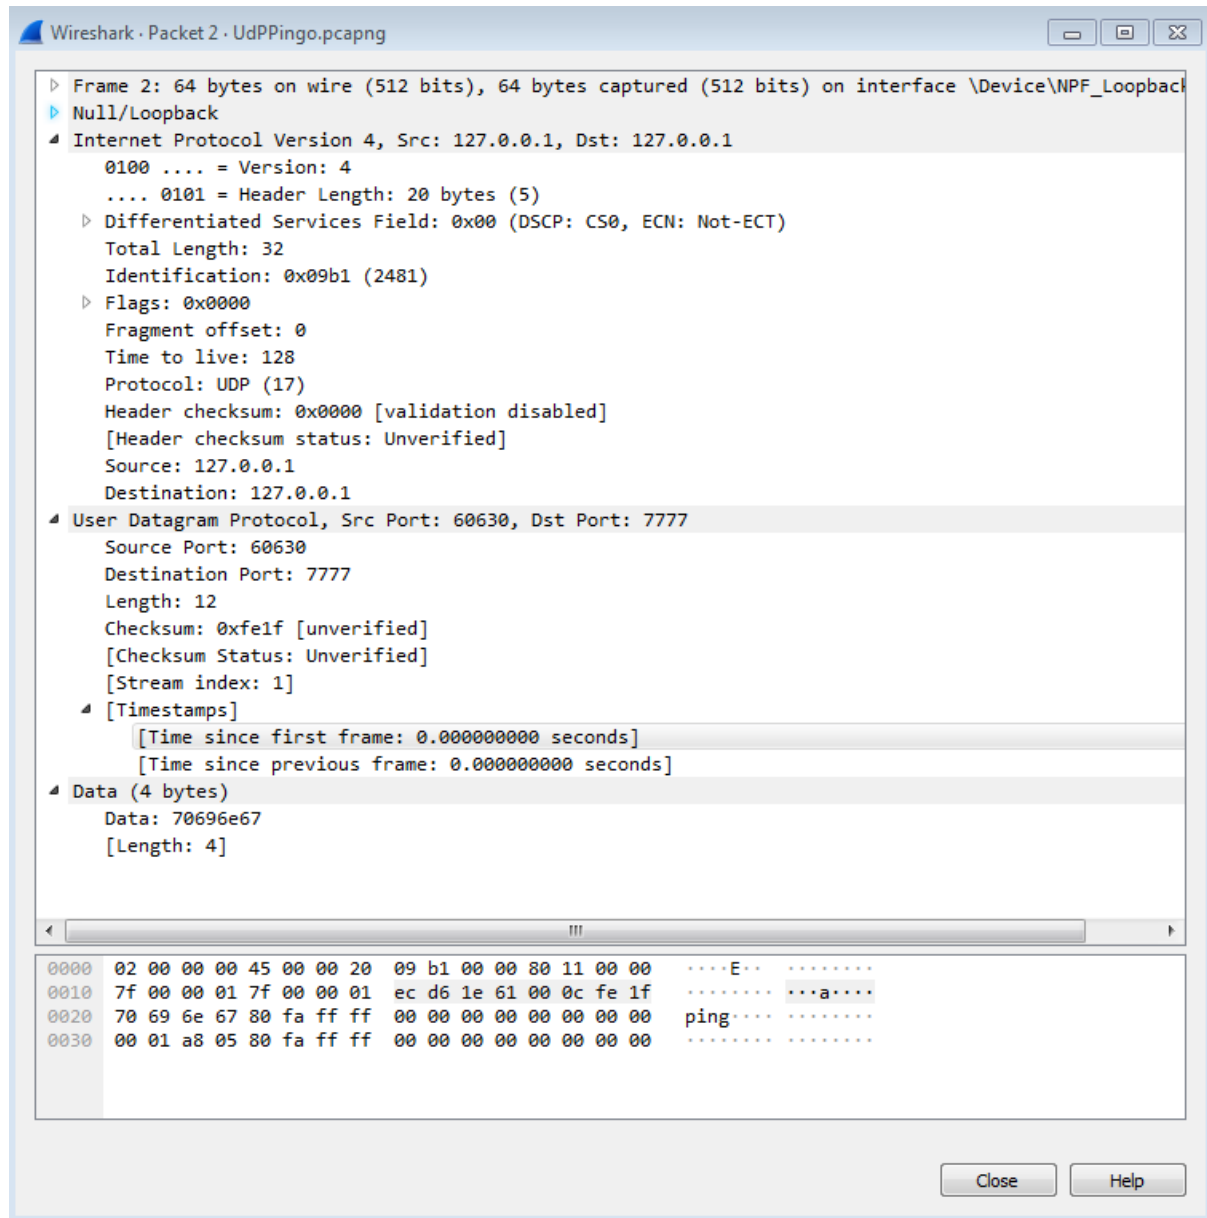 Wireshark · Packet 2 · UdPPingo.pcapng
Frame 2: 64 bytes on wire (512 bits), 64 bytes captured (512 bits) on interface \Device\NPF_Loopback
Null/Loopback
Internet Protocol Version 4, Src: 127.0.0.1, Dst: 127.0.0.1
0100 .... = Version: 4
.... 0101 = Header Length: 20 bytes (5)
Differentiated Services Field: 0x00 (DSCP: CS0, ECN: Not-ECT)
Total Length: 32
Identification: 0x09b1 (2481)
Flags: 0x0000
Fragment offset: 0
Time to live: 128
Protocol: UDP (17)
Header checksum: 0x0000 [validation disabled]
[Header checksum status: Unverified]
Source: 127.0.0.1
Destination: 127.0.0.1
User Datagram Protocol, Src Port: 60630, Dst Port: 7777
Source Port: 60630
Destination Port: 7777
Length: 12
Checksum: 0xfe1f [unverified]
[Checksum Status: Unverified]
[Stream index: 1]
[Timestamps]
[Time since first frame: 0.000000000 seconds]
[Time since previous frame: 0.000000000 seconds]
Data (4 bytes)
Data: 70696e67
[Length: 4]
0000 02 00 00 00 45 00 00 20 09 b1 00 00 80 11 00 00 ····E·· ········
0010 7f 00 00 01 7f 00 00 01 ec d6 1e 61 00 0c fe 1f ········ ···a····
0020 70 69 6e 67 80 fa ff ff 00 00 00 00 00 00 00 00 ping···· ········
0030 00 01 a8 05 80 fa ff ff 00 00 00 00 00 00 00 00 ········ ········
Close Help